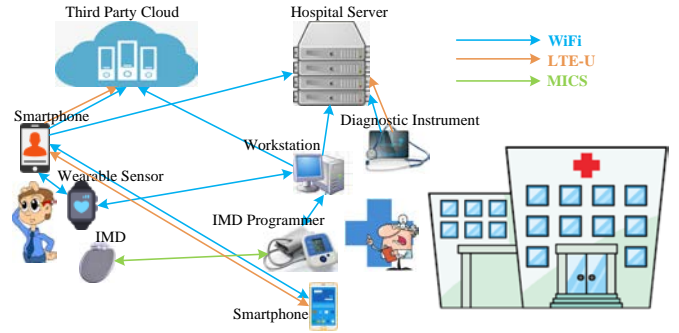 Third Party Cloud
Hospital Server
WiFi
LTE-U
MICS
Smartphone
Diagnostic Instrument
Workstation
Wearable Sensor
IMD Programmer
IMD
Smartphone